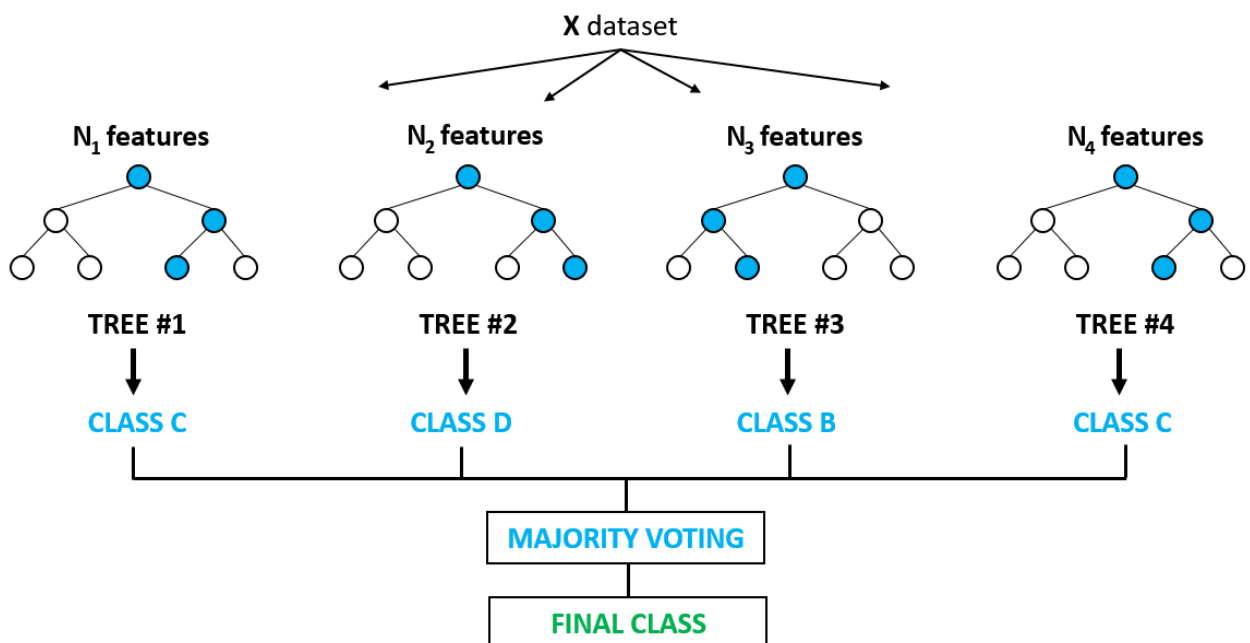 X dataset
N1 features
N2 features
N3 features
N4 features
TREE #1
TREE #2
TREE #3
TREE #4
CLASS C
CLASS D
CLASS B
CLASS C
MAJORITY VOTING
FINAL CLASS